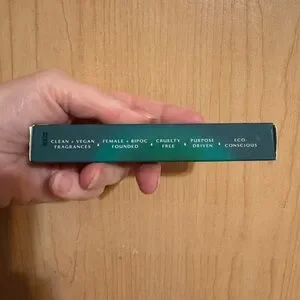 CLEAN + VEGAN
FRAGRANCES
FEMALE + BIPOC
FOUNDED
CRUELTY
FREE
PURPOSE
DRIVEN
ECO
CONSCIOUS